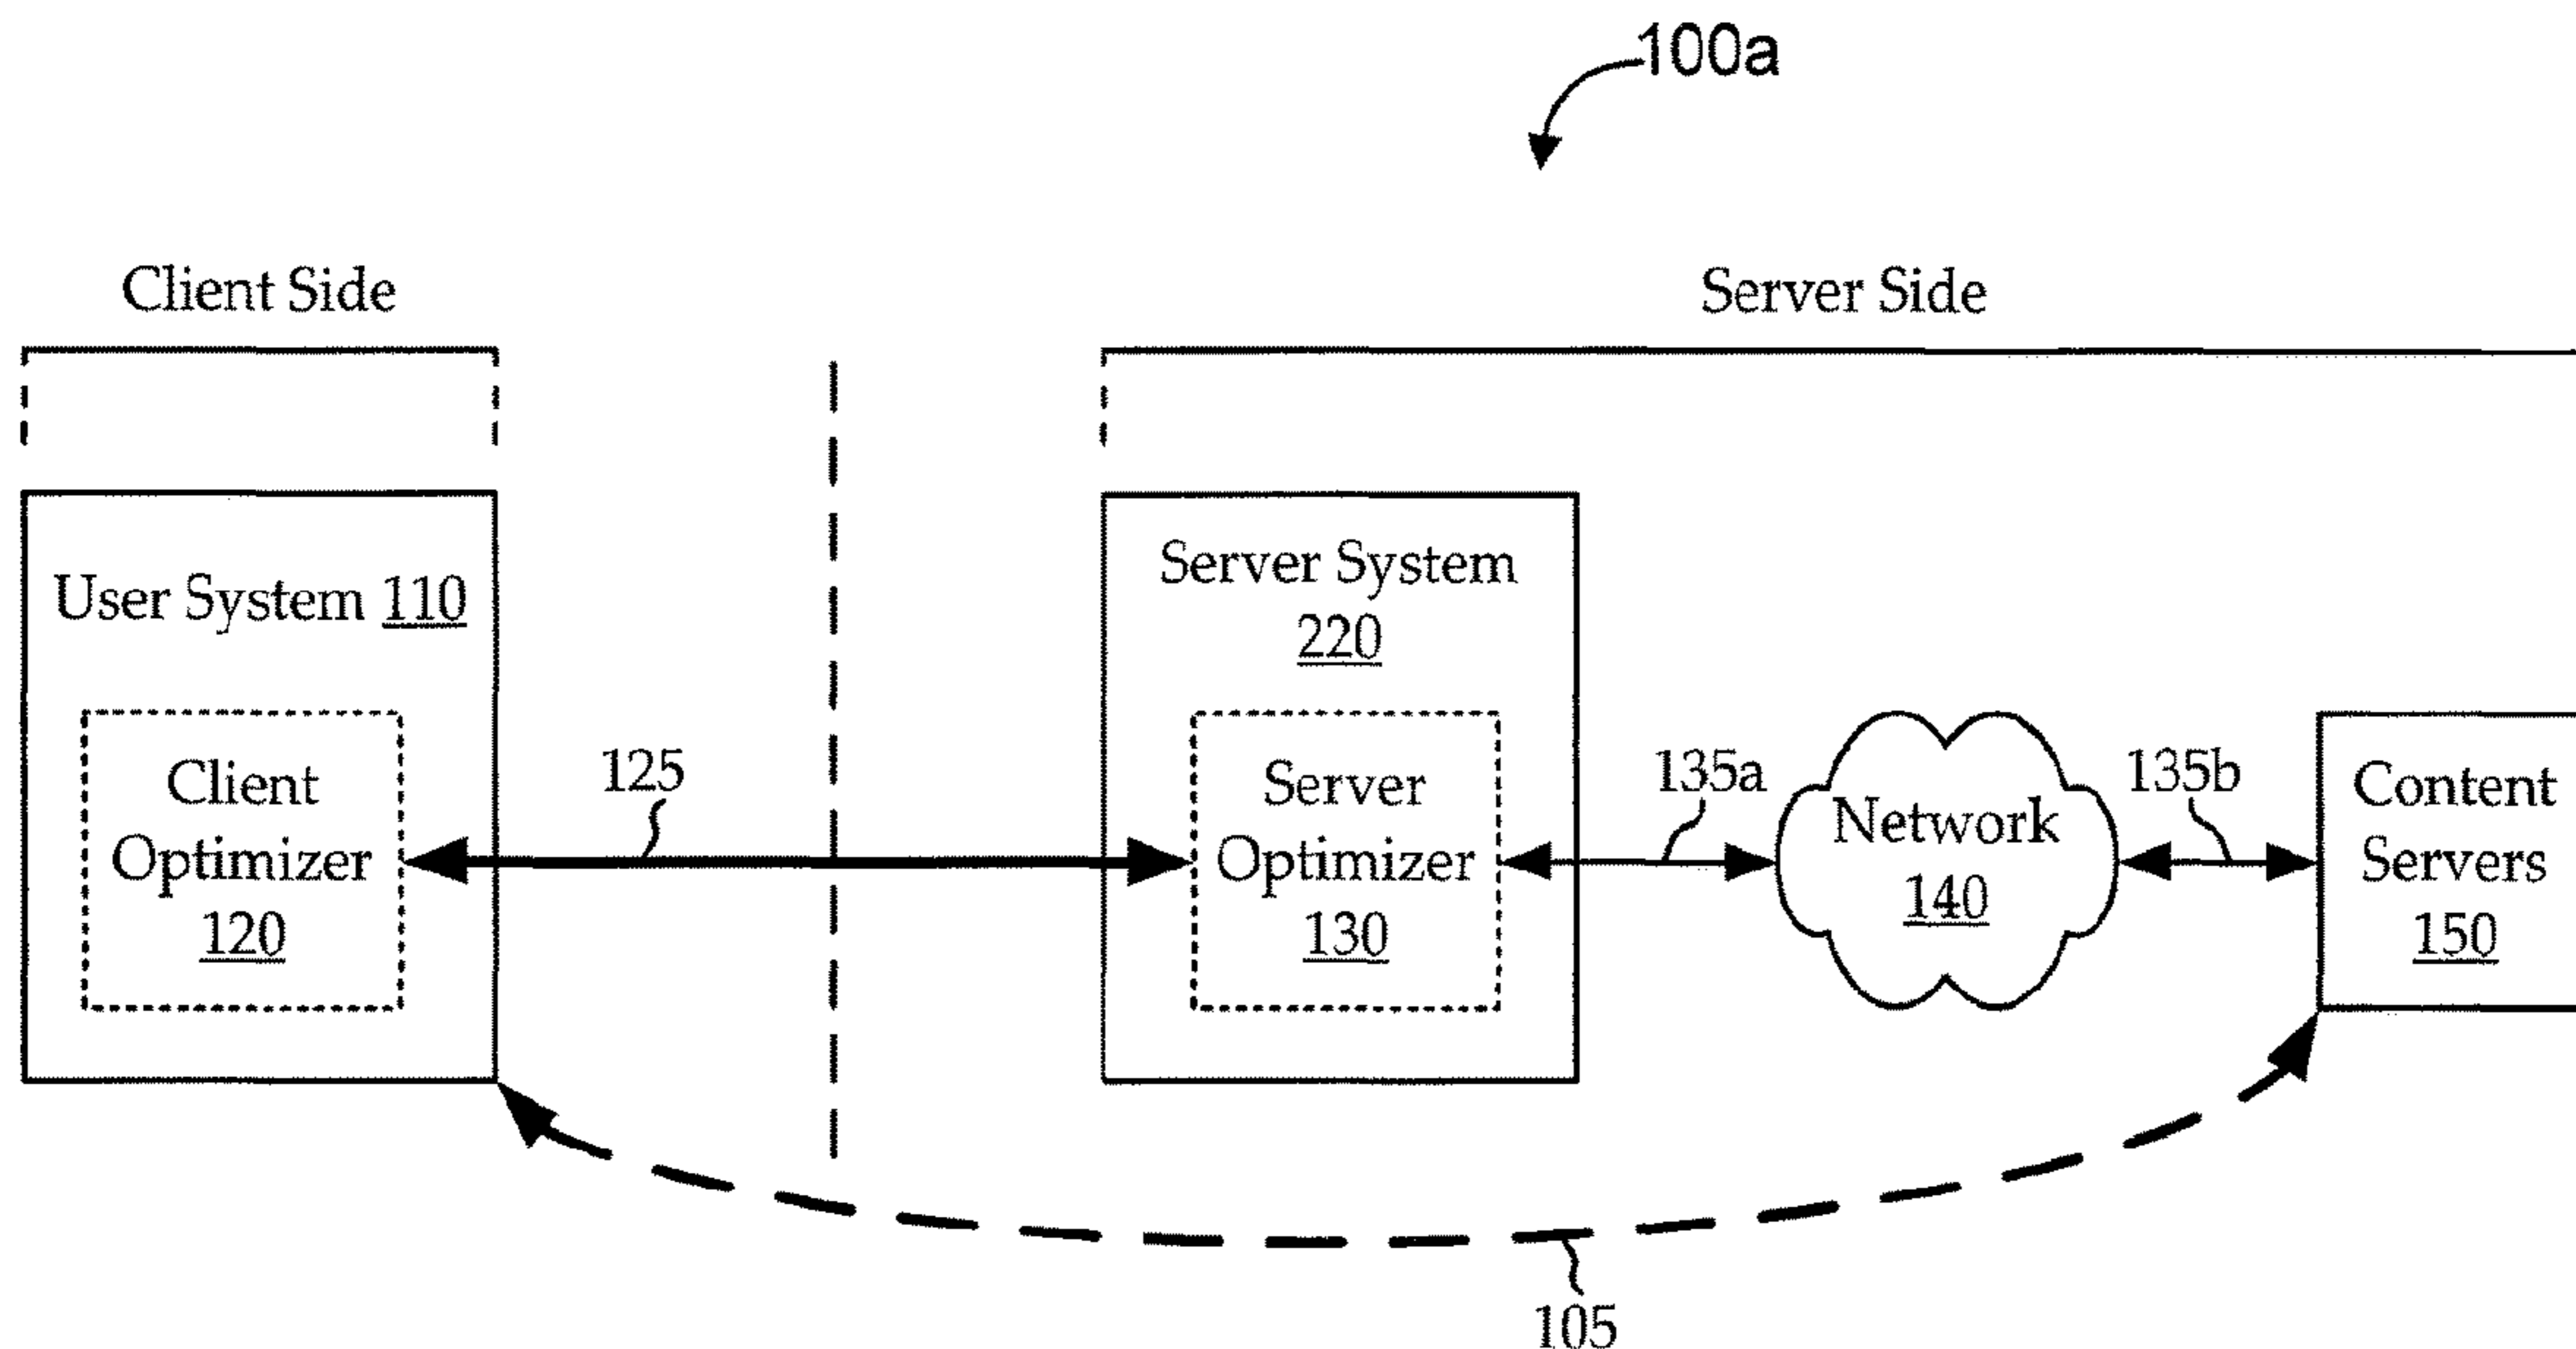 100a
Client Side
Server Side
User System 110
Client
Optimizer
120
125
Server System
220
Server
Optimizer
130
135a
Network
140
135b
Content
Servers
150
105